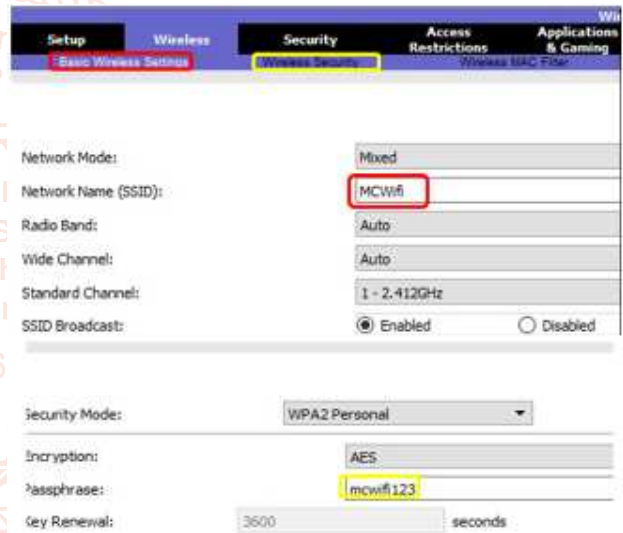 Wi
Setup Wireless Security Access Restrictions Applications & Gaming
Basic Wireless Settings Wireless Security Wireless MAC Filter
Network Mode: Mixed
Network Name (SSID): MCWifi
Radio Band: Auto
Wide Channel: Auto
Standard Channel: 1 - 2.412GHz
SSID Broadcast: Enabled Disabled
Security Mode: WPA2 Personal
Encryption: AES
Passphrase: mcwifi123
Key Renewal: 3600 seconds